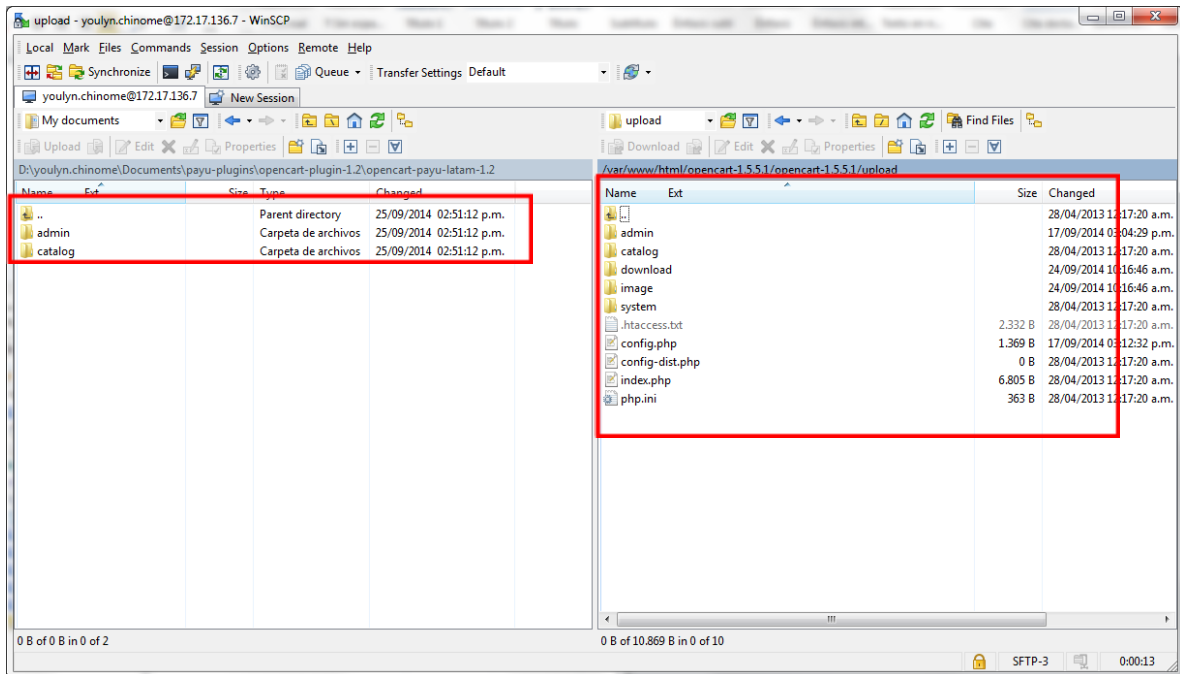 upload - youlyn.chinome@172.17.136.7 - WinSCP
Local Mark Files Commands Session Options Remote Help
Synchronize Queue Transfer Settings Default
youlyn.chinome@172.17.136.7 New Session
My documents
Upload Edit Properties
D:\youlyn.chinome\Documents\payu-plugins\opencart-plugin-1.2\opencart-payu-latam-1.2
Name Ext Size Type Changed
.. Parent directory 25/09/2014 02:51:12 p.m.
admin Carpeta de archivos 25/09/2014 02:51:12 p.m.
catalog Carpeta de archivos 25/09/2014 02:51:12 p.m.
0 B of 0 B in 0 of 2
upload Find Files
Download Edit Properties
/var/www/html/opencart-1.5.5.1/opencart-1.5.5.1/upload
Name Ext Size Changed
.. 28/04/2013 12:17:20 a.m.
admin 17/09/2014 03:04:29 p.m.
catalog 28/04/2013 12:17:20 a.m.
download 24/09/2014 10:16:46 a.m.
image 24/09/2014 10:16:46 a.m.
system 28/04/2013 12:17:20 a.m.
.htaccess.txt 2.332 B 28/04/2013 12:17:20 a.m.
config.php 1.369 B 17/09/2014 03:12:32 p.m.
config-dist.php 0 B 28/04/2013 12:17:20 a.m.
index.php 6.805 B 28/04/2013 12:17:20 a.m.
php.ini 363 B 28/04/2013 12:17:20 a.m.
0 B of 10.869 B in 0 of 10
SFTP-3 0:00:13